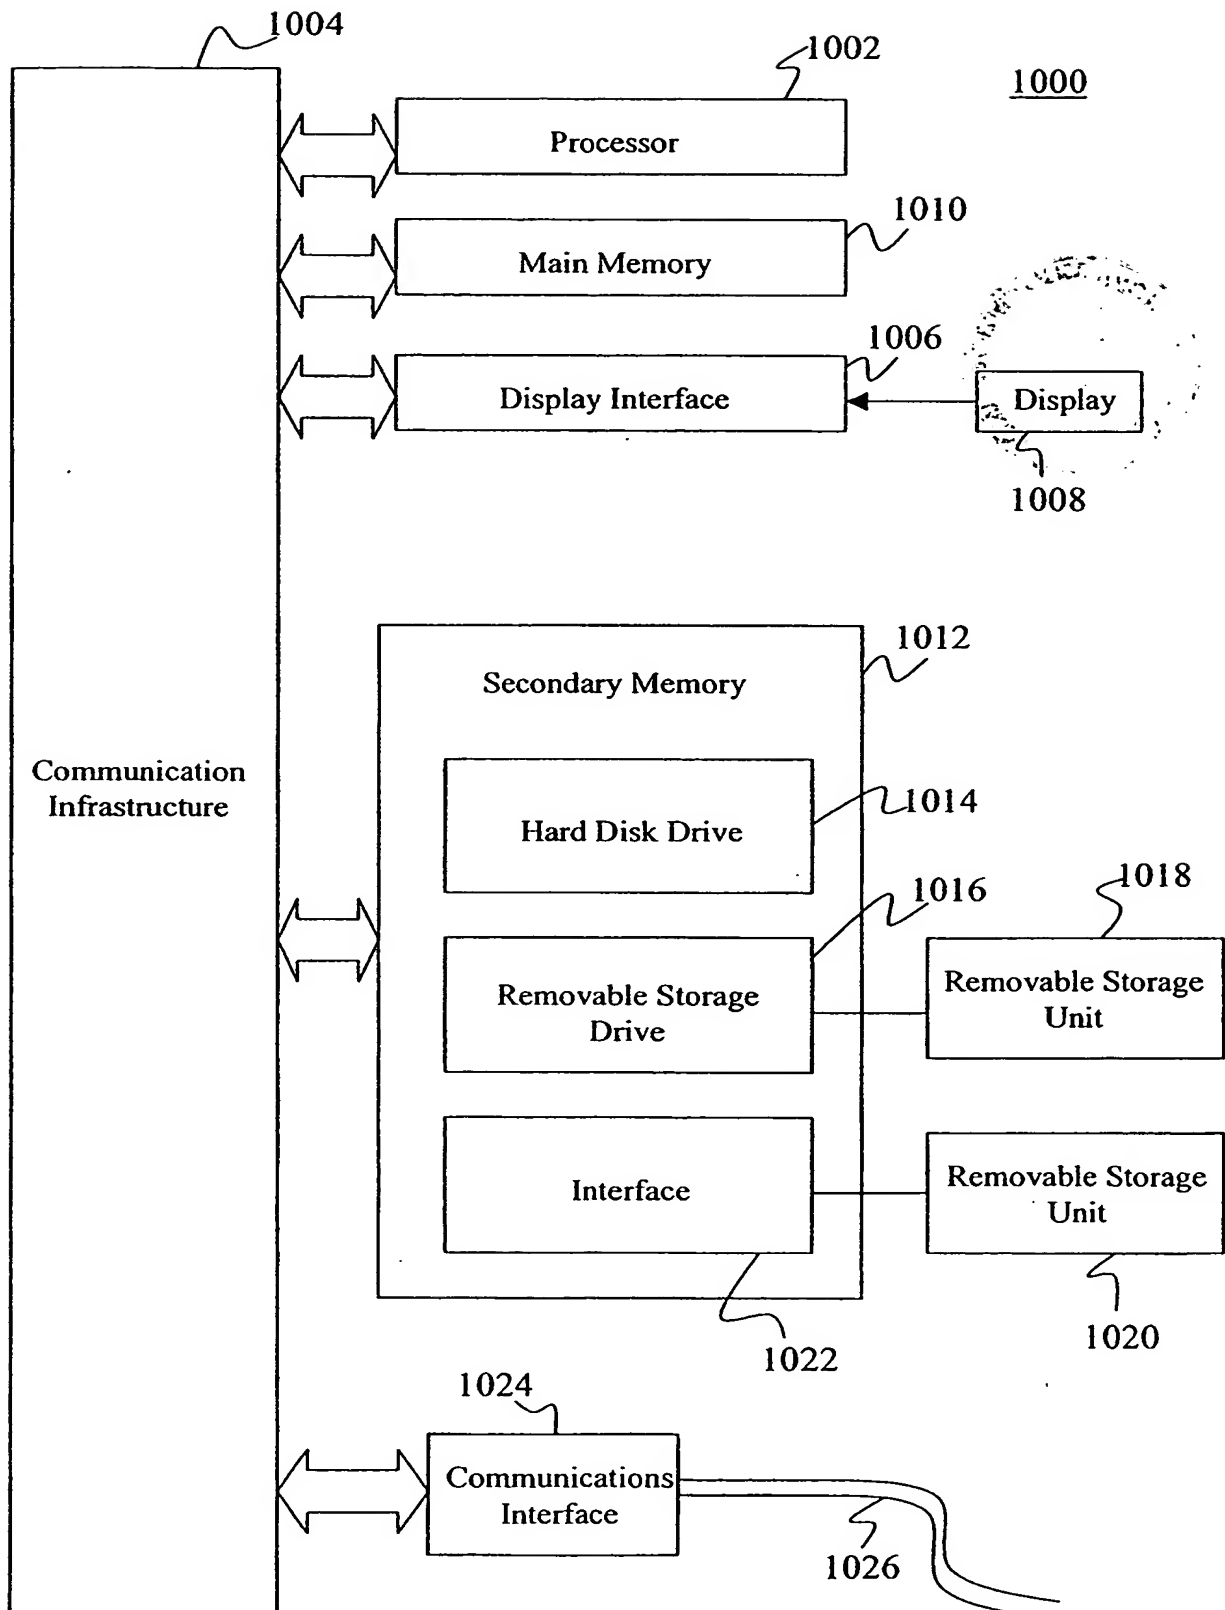 1004
1002
1000
Processor
1010
Main Memory
1006
Display Interface
Display
1008
1012
Secondary Memory
Communication
Infrastructure
1014
Hard Disk Drive
1016
1018
Removable Storage
Drive
Removable Storage
Unit
Interface
Removable Storage
Unit
1022
1020
1024
Communications
Interface
1026